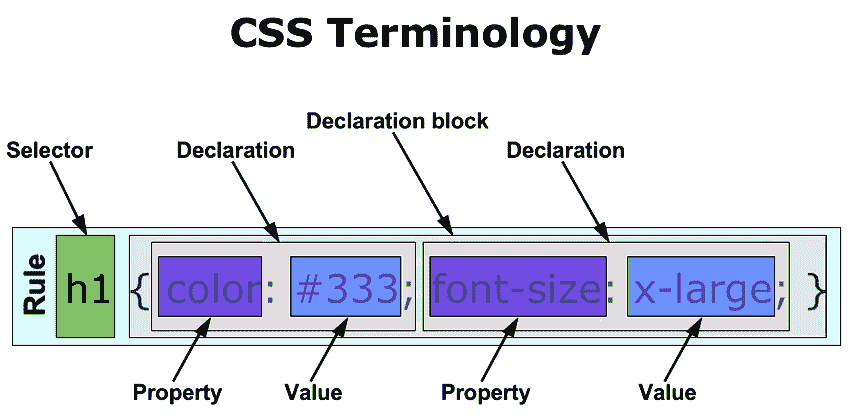 CSS Terminology
Declaration block
Selector
Declaration
Declaration
Rule
h1 { color: #333; font-size: x-large; }
Property
Value
Property
Value